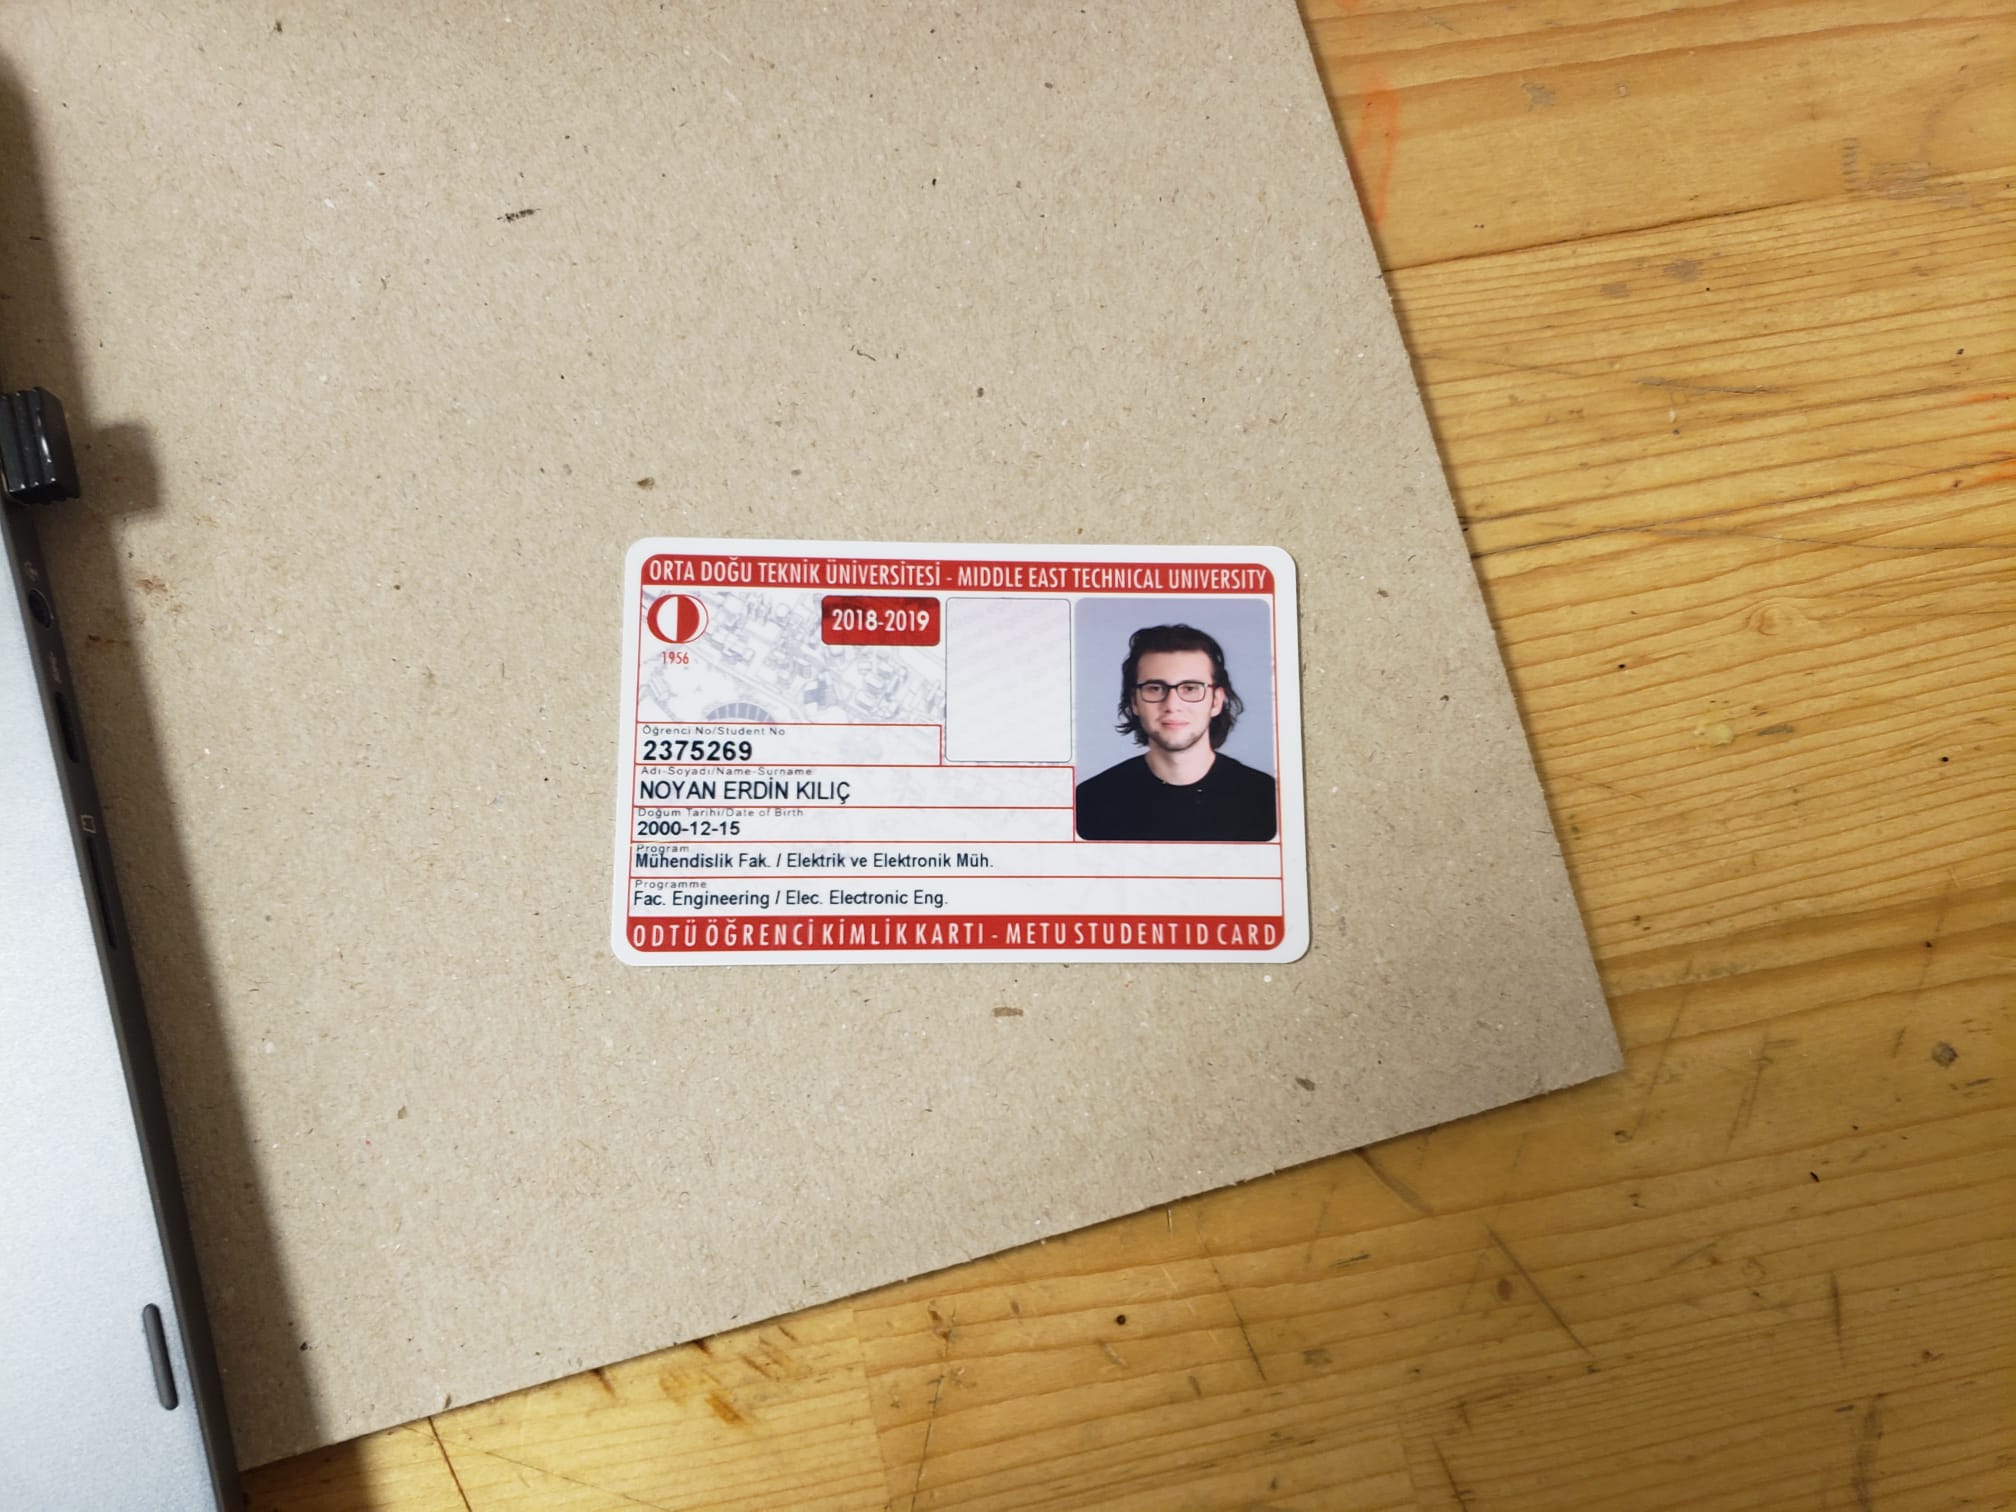 ORTA DOĞU TEKNİK ÜNİVERSİTESİ - MIDDLE EAST TECHNICAL UNIVERSITY
2018-2019
1956
Öğrenci No/Student No
2375269
Adı-Soyadı/Name-Surname
NOYAN ERDİN KILIÇ
Doğum Tarihi/Date of Birth
2000-12-15
Program
Mühendislik Fak. / Elektrik ve Elektronik Müh.
Programme
Fac. Engineering / Elec. Electronic Eng.
ODTÜ ÖĞRENCİ KİMLİK KARTI - METU STUDENT ID CARD